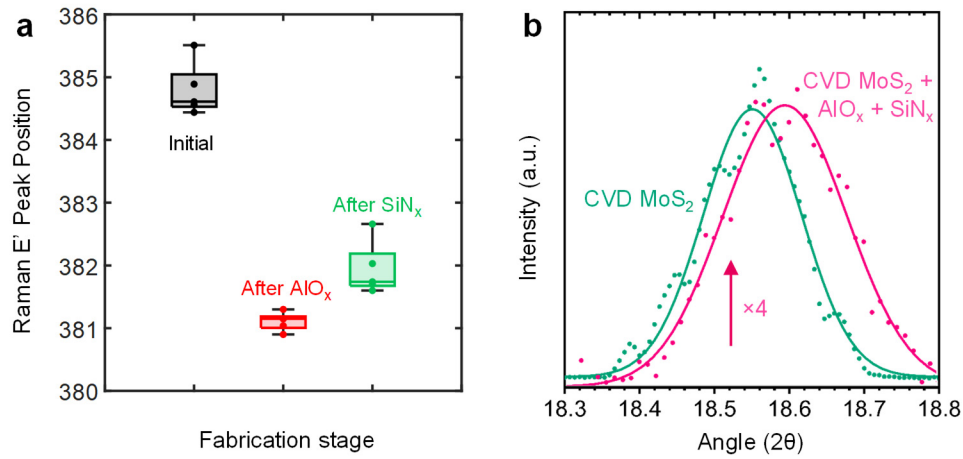 a
Raman E’ Peak Position
386
385
384
383
382
381
380
Initial
After AlOₓ
After SiNₓ
Fabrication stage
b
Intensity (a.u.)
CVD MoS₂ +
AlOₓ + SiNₓ
CVD MoS₂
×4
18.3 18.4 18.5 18.6 18.7 18.8
Angle (2θ)